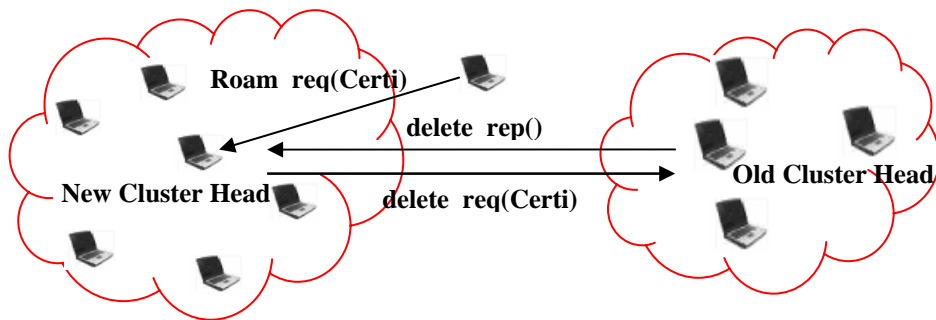 Roam req(Certi)
delete rep()
New Cluster Head
Old Cluster Head
delete req(Certi)